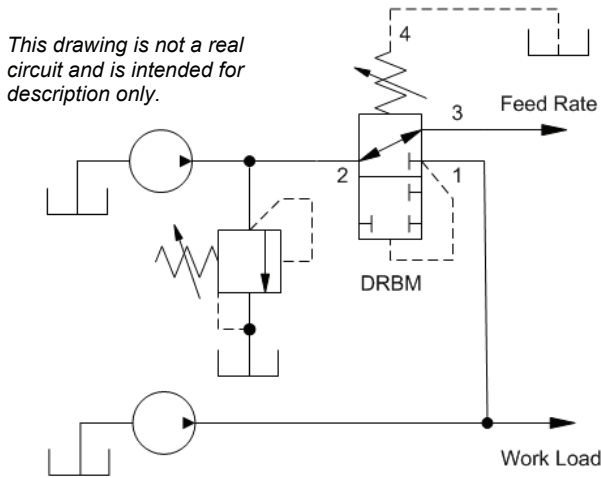 This drawing is not a real
circuit and is intended for
description only.
4
3
Feed Rate
2
1
DRBM
Work Load